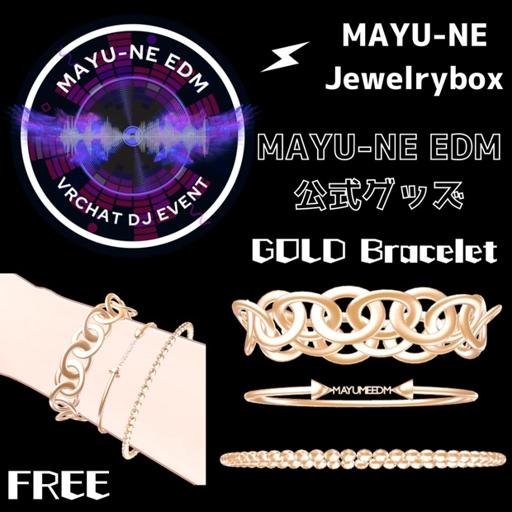 MAYU-NE EDM
VRCHAT DJ EVENT
MAYU-NE
Jewelrybox
MAYU-NE EDM
公式グッズ
GOLD Bracelet
MAYUMEEDM
FREE